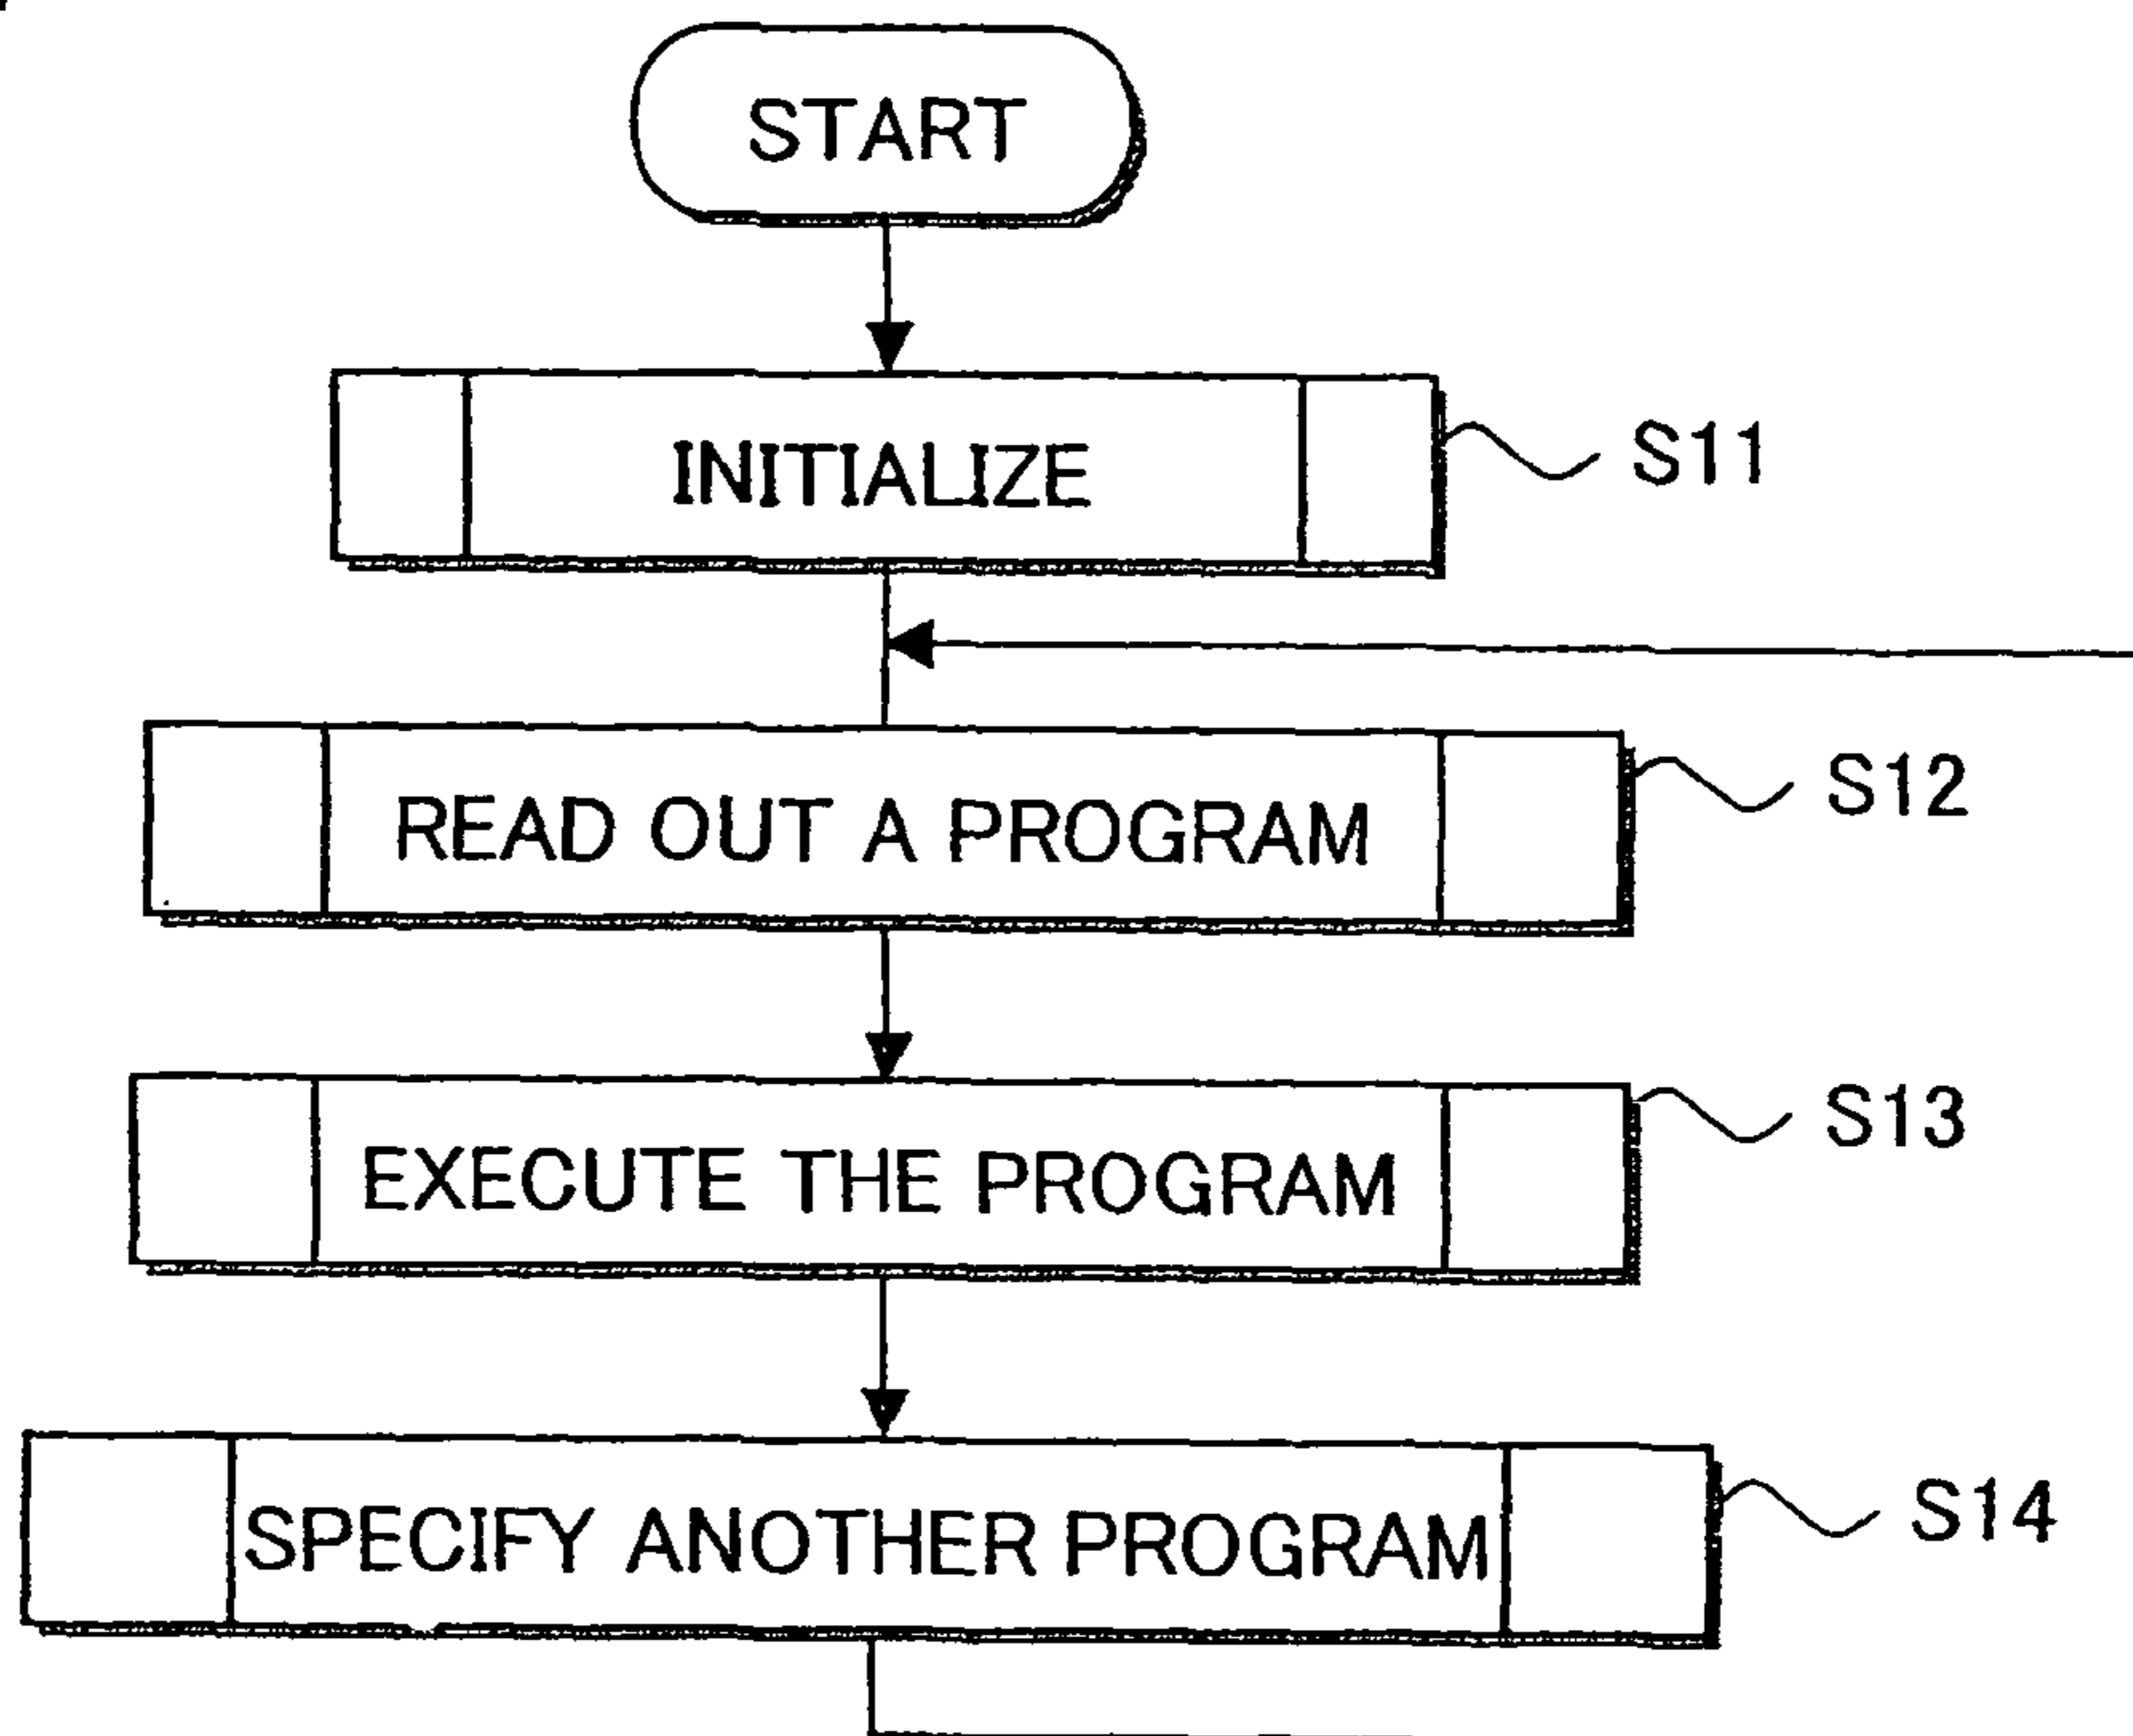 START
INITIALIZE
S11
READ OUT A PROGRAM
S12
EXECUTE THE PROGRAM
S13
SPECIFY ANOTHER PROGRAM
S14